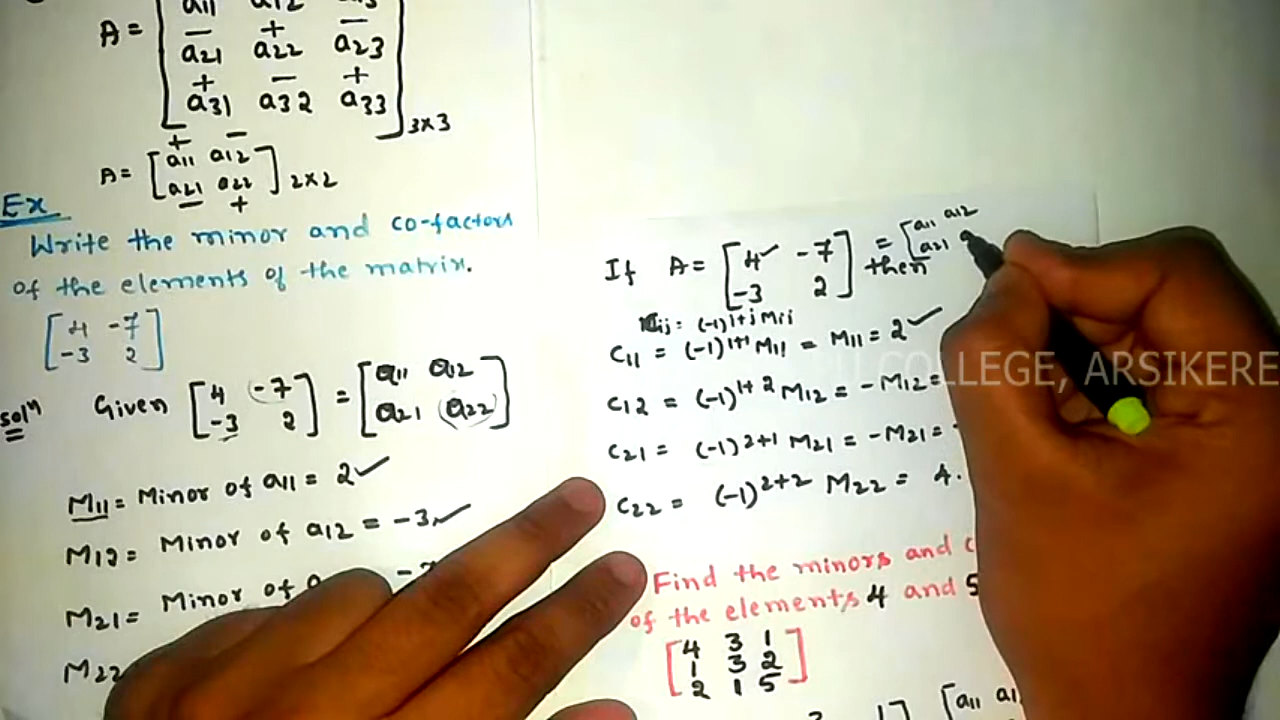 a11 a12
A = - + -
a21 a22 a23
+ - +
a31 a32 a33
3×3
+ -
A = [a11 a12
a21 a22] 2×2
- +
Ex
Write the minor and co-factors
of the elements of the matrix.
[4 -7
-3 2]
soln Given [4 -7 = [a11 a12
-3 2] a21 a22]
M11 = Minor of a11 = 2 ✓
M12 = Minor of a12 = -3 ✓
M21 = Minor of
M22
If A = [4 ✓ -7 = [a11 a12
-3 2] a21
then
Cij = (-1)i+j Mij
C11 = (-1)1+1 M11 = M11 = 2 ✓
C12 = (-1)1+2 M12 = - M12 =
C21 = (-1)2+1 M21 = -M21 =
C22 = (-1)2+2 M22 = 4.
Find the minors and
of the elements 4 and 5
[4 3 1
1 3 2
2 1 5]
[a11
COLLEGE, ARSIKERE